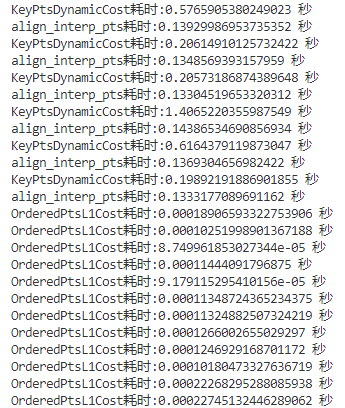 KeyPtsDynamicCost耗时:0.5765905380249023 秒
align_interp_pts耗时:0.13929986953735352 秒
KeyPtsDynamicCost耗时:0.20614910125732422 秒
align_interp_pts耗时:0.1348569393157959 秒
KeyPtsDynamicCost耗时:0.20573186874389648 秒
align_interp_pts耗时:0.13304519653320312 秒
KeyPtsDynamicCost耗时:1.4065220355987549 秒
align_interp_pts耗时:0.14386534690856934 秒
KeyPtsDynamicCost耗时:0.6164379119873047 秒
align_interp_pts耗时:0.1369304656982422 秒
KeyPtsDynamicCost耗时:0.19892191886901855 秒
align_interp_pts耗时:0.1333177089691162 秒
OrderedPtsL1Cost耗时:0.00018906593322753906 秒
OrderedPtsL1Cost耗时:0.00010251998901367188 秒
OrderedPtsL1Cost耗时:8.749961853027344e-05 秒
OrderedPtsL1Cost耗时:0.00011444091796875 秒
OrderedPtsL1Cost耗时:9.179115295410156e-05 秒
OrderedPtsL1Cost耗时:0.00011348724365234375 秒
OrderedPtsL1Cost耗时:0.00011324882507324219 秒
OrderedPtsL1Cost耗时:0.0001266002655029297 秒
OrderedPtsL1Cost耗时:0.0001246929168701172 秒
OrderedPtsL1Cost耗时:0.00010180473327636719 秒
OrderedPtsL1Cost耗时:0.00022268295288085938 秒
OrderedPtsL1Cost耗时:0.00022745132446289062 秒